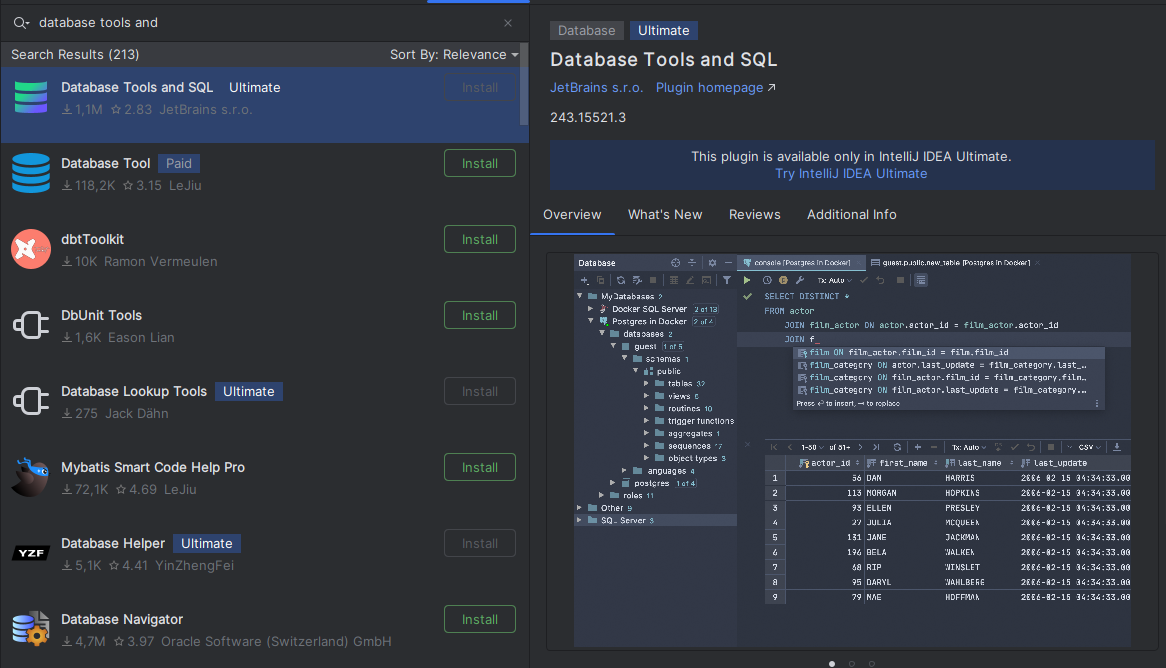 database tools and
Search Results (213)
Sort By: Relevance
Database Tools and SQL Ultimate
Install
1,1M 2.83 JetBrains s.r.o.
Database Tool Paid
Install
118,2K 3.15 LeJiu
dbtToolkit
Install
10K Ramon Vermeulen
DbUnit Tools
Install
1,6K Eason Lian
Database Lookup Tools Ultimate
Install
275 Jack Dähn
Mybatis Smart Code Help Pro
Install
72,1K 4.69 LeJiu
YZF
Database Helper Ultimate
Install
5,1K 4.41 YinZhengFei
Database Navigator
Install
4,7M 3.97 Oracle Software (Switzerland) GmbH
Database Ultimate
Database Tools and SQL
JetBrains s.r.o. Plugin homepage ↗
243.15521.3
This plugin is available only in IntelliJ IDEA Ultimate.
Try IntelliJ IDEA Ultimate
Overview What's New Reviews Additional Info
Database
MyDatabases 2
Docker SQL Server 2 of 13
Postgres in Docker 2 of 4
databases 2
guest 1 of 5
schemas 1
public
tables 32
views 6
routines 10
trigger functions
aggregates 1
sequences 17
object types 3
anguages 4
postgres 1 of 4
roles 11
Other 9
SQL Server 3
console [Postgres in Docker]
guest.public.new_table [Postgres in Docker]
Tx: Auto
SELECT DISTINCT *
FROM actor
JOIN film_actor ON actor.actor_id = film_actor.actor_id
JOIN f_
film ON film_actor.film_id = film.film_id
film_category ON actor.last_update = film_category.last_…
film_category ON film_actor.film_id = film_category.film…
film_category ON film_actor.last_update = film_category.…
Press ⏎ to insert, → to replace
1-50 of 51+
Tx: Auto
CSV
actor_id first_name last_name last_update
1 56 DAN HARRIS 2006-02-15 04:34:33.00
2 113 MORGAN HOPKINS 2006-02-15 04:34:33.00
3 93 ELLEN PRESLEY 2006-02-15 04:34:33.00
4 27 JULIA MCQUEEN 2006-02-15 04:34:33.00
5 131 JANE JACKMAN 2006-02-15 04:34:33.00
6 196 BELA WALKEN 2006-02-15 04:34:33.00
7 68 RIP WINSLET 2006-02-15 04:34:33.00
8 95 DARYL WAHLBERG 2006-02-15 04:34:33.00
9 79 MAE HOFFMAN 2006-02-15 04:34:33.00